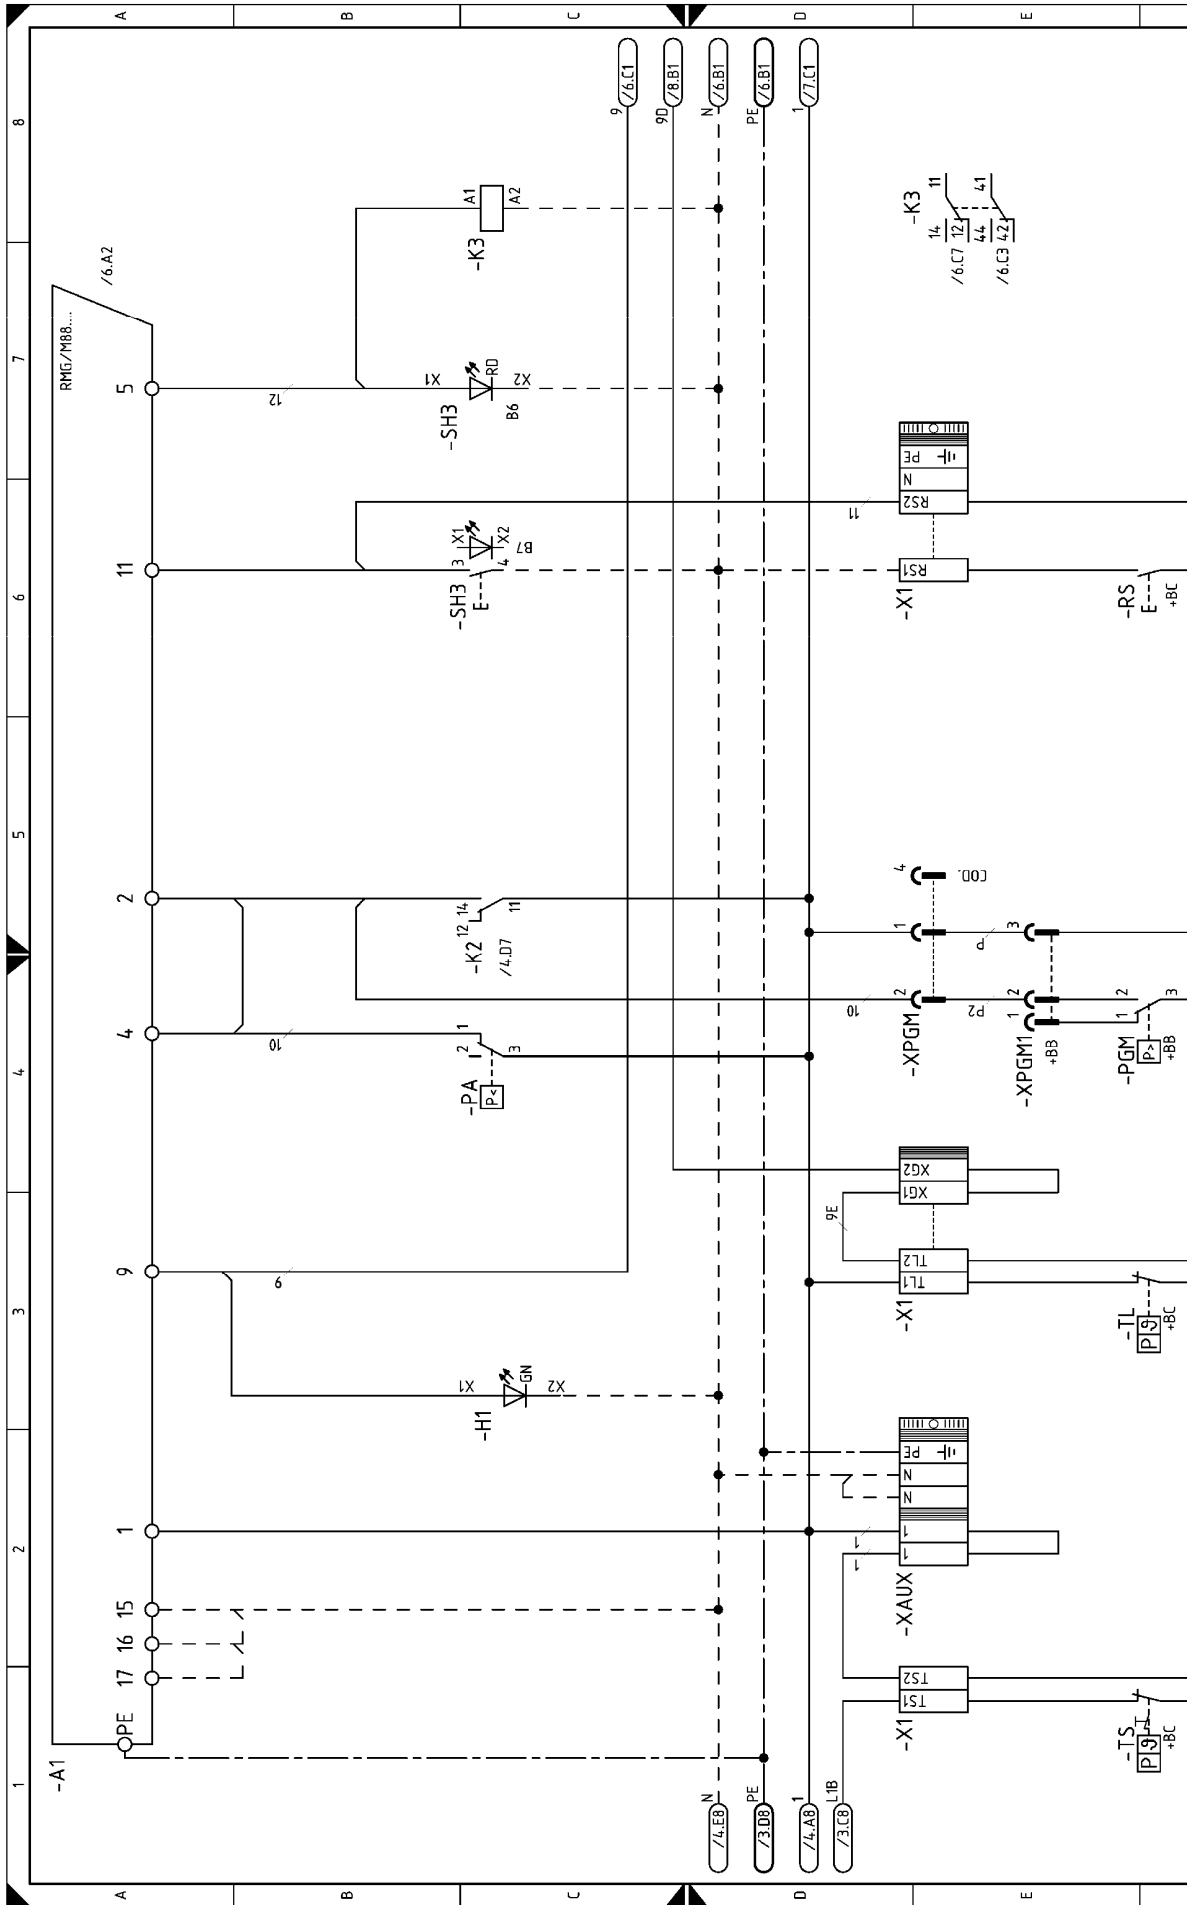 1 2 3 4 5 6 7 8
A A
-A1
RMG/M88....
/6.A2
PE 17 16 15 1 9 4 2 11 5
B B
9 10 12
C C
-H1 X1 X2 GN
-PA P< 2 1 3
-K2 12 14 11
/4.D7
-SH3 3 4 X1 X2 B7
-SH3 X1 X2 RD B6
-K3 A1 A2
9 /6.C1
9D /8.B1
/4.E8 N N /6.B1
/3.D8 PE PE /6.B1
D D
/4.A8 1 1 /7.C1
/3.C8 L1B
1 1 9E 10 11
-X1 TS1 TS2
-XAUX 1 1 N N PE
-X1 TL1 TL2 XG1 XG2
-XPGM 2 1 4 COD.
-X1 RS1 RS2 N PE
-K3
14 11
12
/6.C7
44 41
42
/6.C3
P2 P
E E
-XPGM1 1 2 3
+BB
-TS P T
+BC
-TL P
+BC
-PGM P> 1 2 3
+BB
-RS
+BC